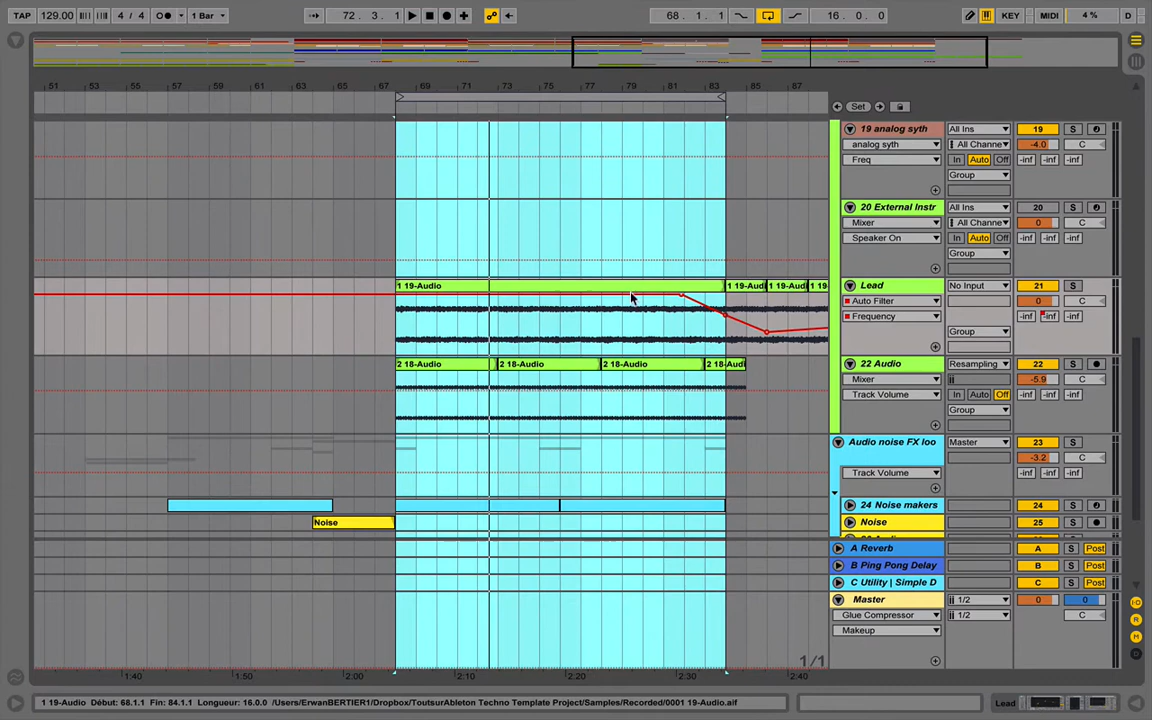 TAP 129.00 4 / 4 1 Bar 72. 3. 1 68. 1. 1 16. 0. 0 KEY MIDI 4 % D
51 53 55 57 59 61 63 65 67 69 71 73 75 77 79 81 83 85 87
Set
19 analog syth All Ins 19 S
analog syth All Channe -4.0 C
Freq In Auto Off -inf -inf
Group
20 External Instr All Ins 20 S
Mixer All Channe 0 C
Speaker On In Auto Off -inf -inf
Group
1 19-Audio 1 19-Audi 1 19-Audi 1 19 Lead No Input 21 S
Auto Filter 0 C
Frequency -inf -inf
Group
2 18-Audio 2 18-Audio 2 18-Audio 2 18-Audi 22 Audio Resampling 22 S
Mixer -5.9 C
Track Volume In Auto Off -inf -inf
Group
Audio noise FX loo Master 23 S
-3.2 C
Track Volume -inf -inf
24 Noise makers 24 S
Noise Noise 25 S
A Reverb A S Post
B Ping Pong Delay B S Post
C Utility | Simple D C S Post
Master 1/2 0 0
Glue Compressor 1/2 C
Makeup
1/1
1:40 1:50 2:00 2:10 2:20 2:30 2:40
1 19-Audio Début: 68.1.1 Fin: 84.1.1 Longueur: 16.0.0 /Users/ErwanBERTIER1/Dropbox/ToutsurAbleton Techno Template Project/Samples/Recorded/0001 19-Audio.aif Lead